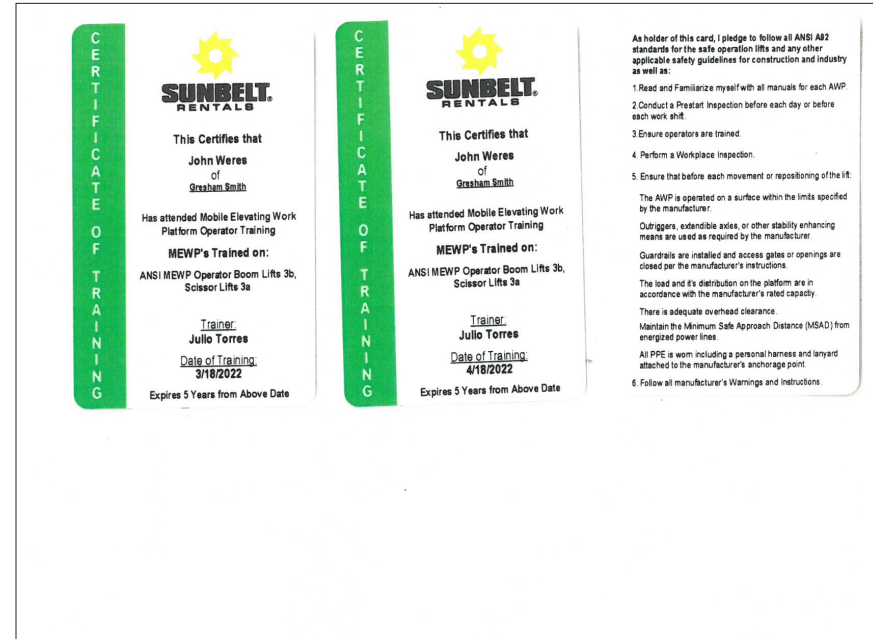 CERTIFICATE OF TRAINING
SUNBELT®
RENTALS
This Certifies that
John Weres
of
Gresham Smith
Has attended Mobile Elevating Work
Platform Operator Training
MEWP's Trained on:
ANSI MEWP Operator Boom Lifts 3b,
Scissor Lifts 3a
Trainer:
Julio Torres
Date of Training:
3/18/2022
Expires 5 Years from Above Date
CERTIFICATE OF TRAINING
SUNBELT®
RENTALS
This Certifies that
John Weres
of
Gresham Smith
Has attended Mobile Elevating Work
Platform Operator Training
MEWP's Trained on:
ANSI MEWP Operator Boom Lifts 3b,
Scissor Lifts 3a
Trainer:
Julio Torres
Date of Training:
4/18/2022
Expires 5 Years from Above Date
As holder of this card, I pledge to follow all ANSI A92
standards for the safe operation lifts and any other
applicable safety guidelines for construction and industry
as well as:
1.Read and Familiarize myself with all manuals for each AWP.
2.Conduct a Prestart Inspection before each day or before
each work shift.
3.Ensure operators are trained.
4. Perform a Workplace Inspection.
5. Ensure that before each movement or repositioning of the lift:
The AWP is operated on a surface within the limits specified
by the manufacturer.
Outriggers, extendible axles, or other stability enhancing
means are used as required by the manufacturer.
Guardrails are installed and access gates or openings are
closed per the manufacturer's instructions.
The load and it's distribution on the platform are in
accordance with the manufacturer's rated capactiy.
There is adequate overhead clearance.
Maintain the Minimum Safe Approach Distance (MSAD) from
energized power lines.
All PPE is worn including a personal harness and lanyard
attached to the manufacturer's anchorage point.
6. Follow all manufacturer's Warnings and Instructions.